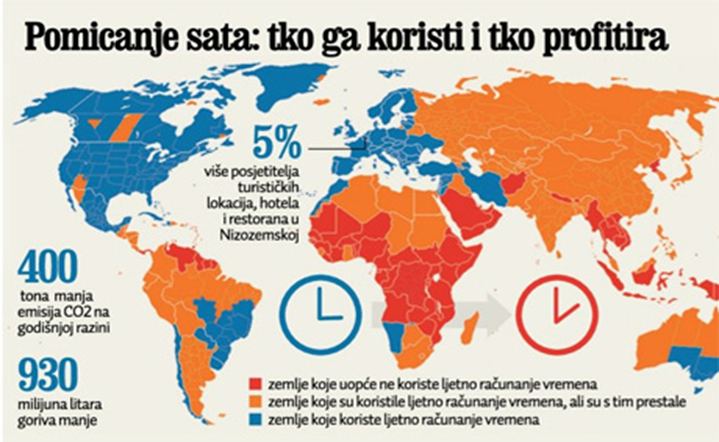 Pomicanje sata: tko ga koristi i tko profitira
5%
više posjetitelja
turističkih
lokacija, hotela
i restorana u
Nizozemskoj
400
tona manja
emisija CO2 na
godišnjoj razini
930
milijuna litara
goriva manje
zemlje koje uopće ne koriste ljetno računanje vremena
zemlje koje su koristile ljetno računanje vremena, ali su s tim prestale
zemlje koje koriste ljetno računanje vremena